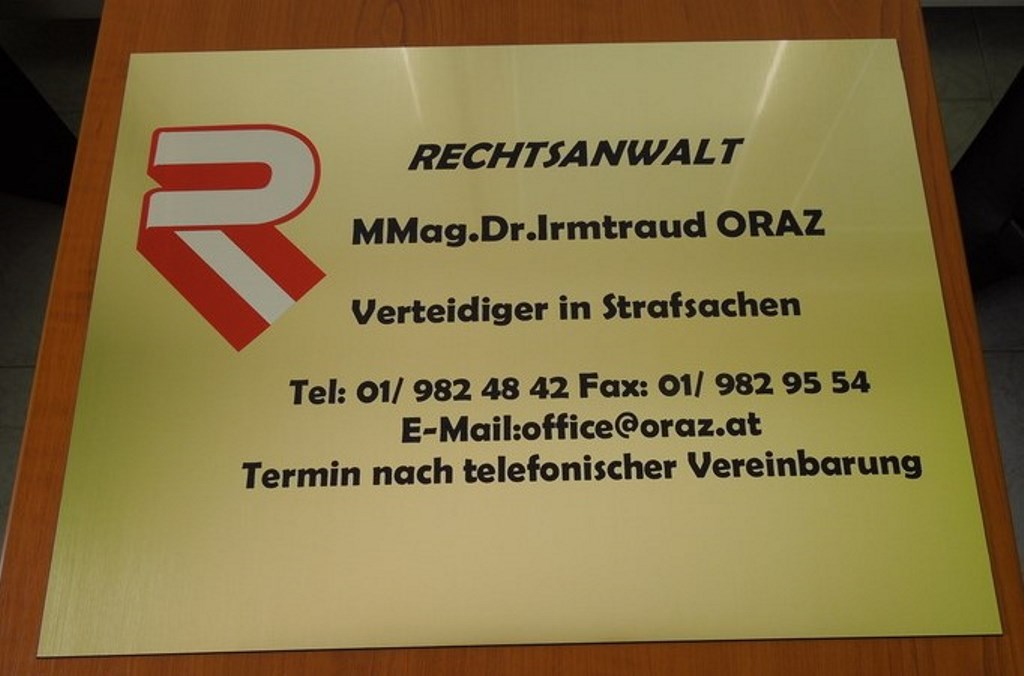 RECHTSANWALT
MMag.Dr.Irmtraud ORAZ
Verteidiger in Strafsachen
Tel: 01/ 982 48 42 Fax: 01/ 982 95 54
E-Mail:office@oraz.at
Termin nach telefonischer Vereinbarung